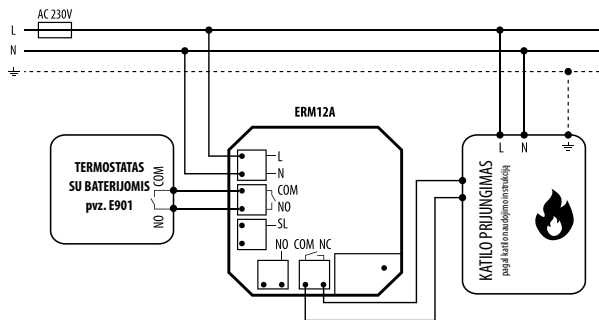 AC 230V
L
N
ERM12A
TERMOSTATAS
SU BATERIJOMIS
pvz. E901
COM
NO
L
N
COM
NO
SL
NO COM NC
L N
KATILO PRIJUNGIMAS
pagal katilo naudojimo instrukciją